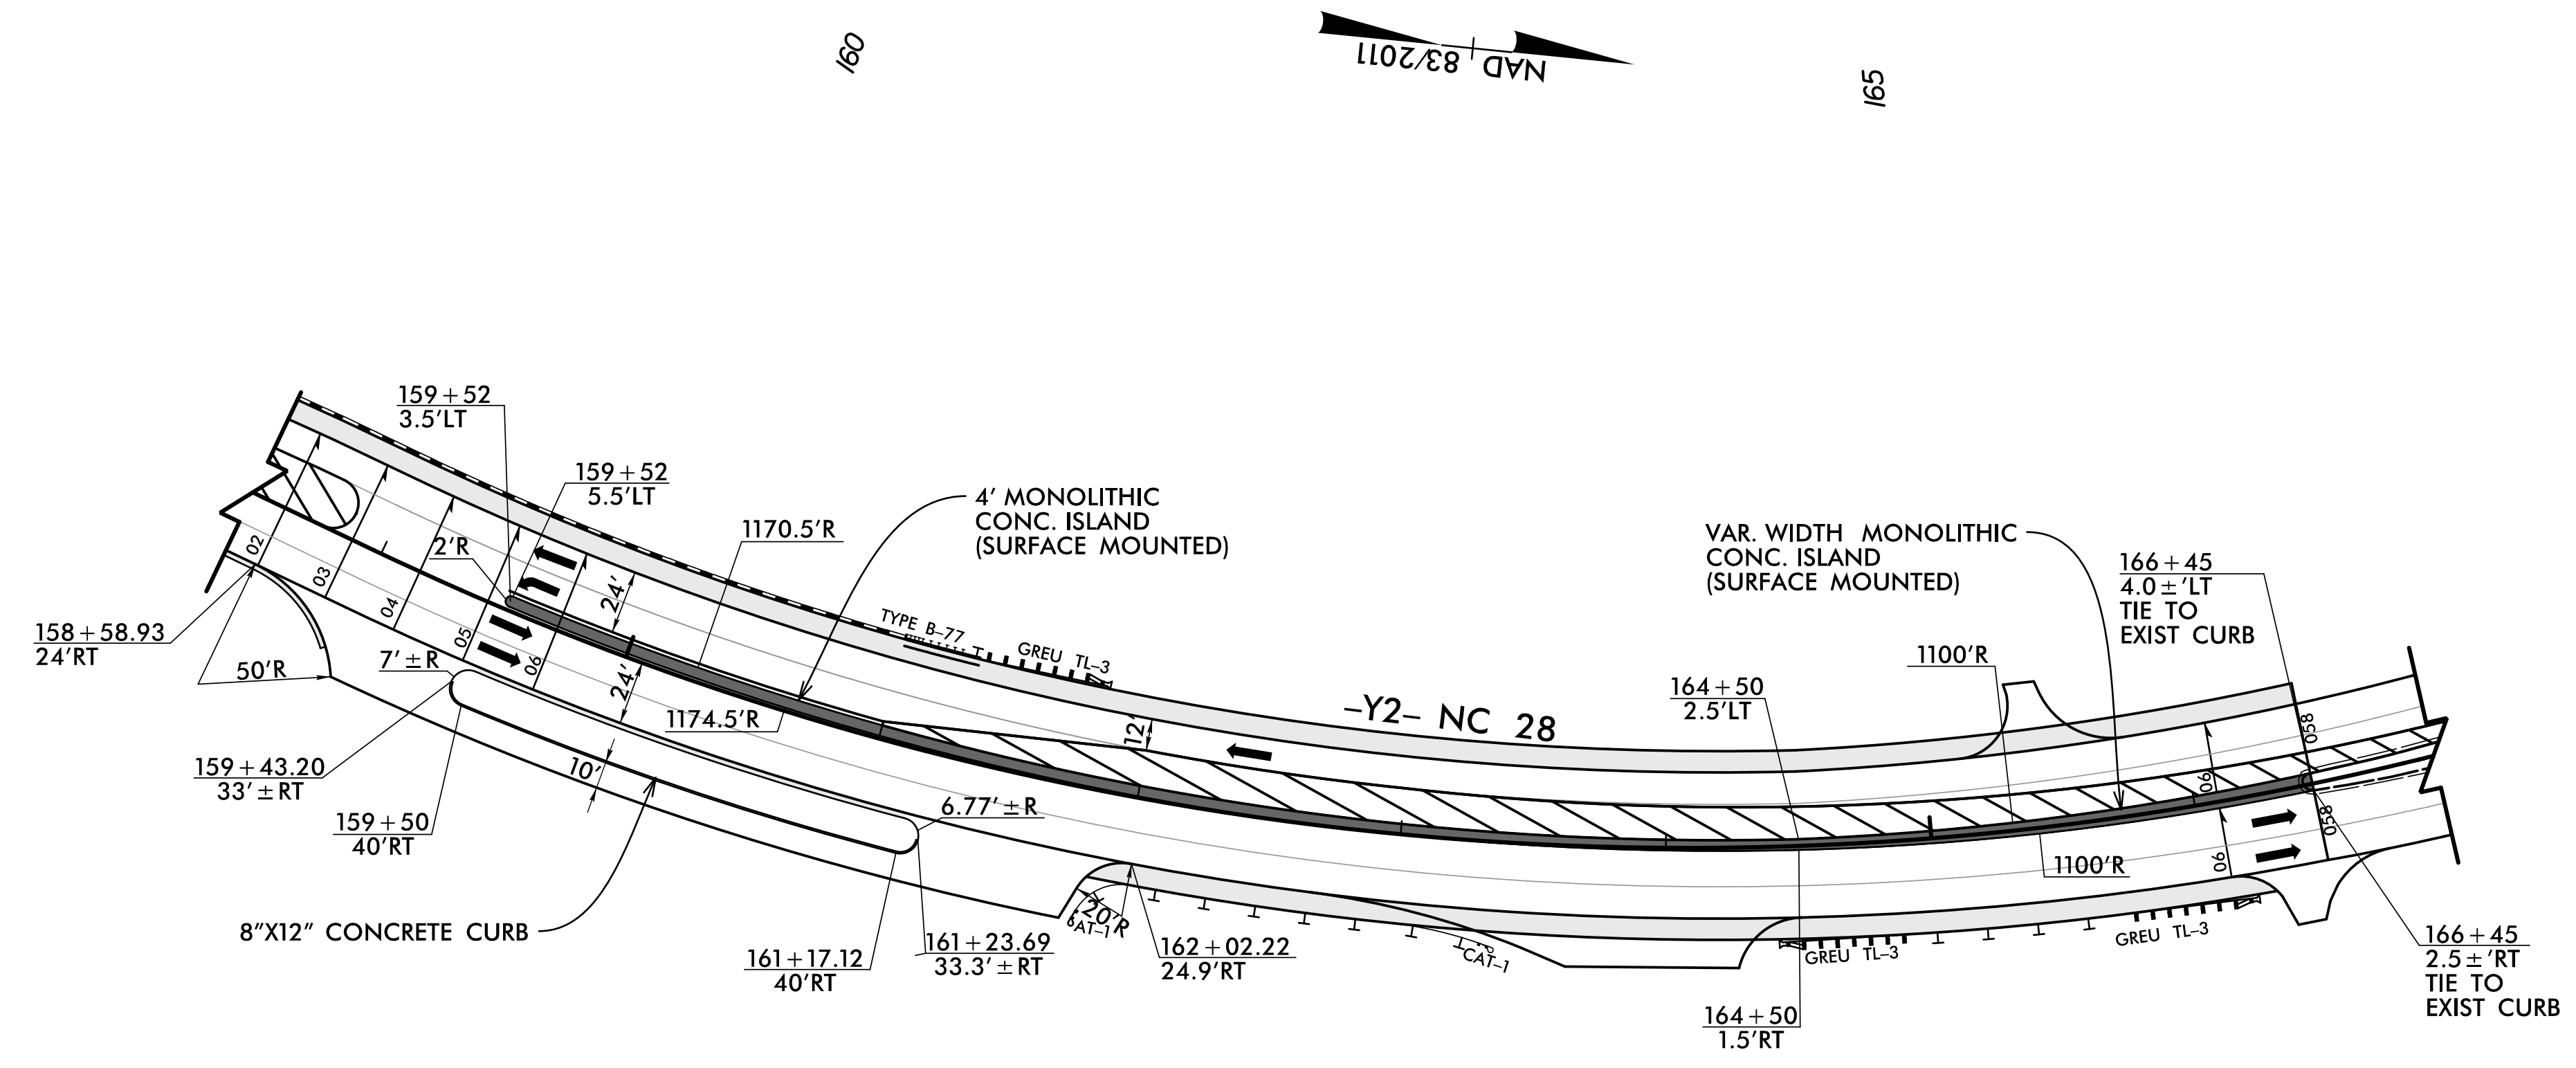 160
NAD 83/2011
165
159+52
3.5'LT
159+52
5.5'LT
2'R
1170.5'R
4' MONOLITHIC
CONC. ISLAND
(SURFACE MOUNTED)
VAR. WIDTH MONOLITHIC
CONC. ISLAND
(SURFACE MOUNTED)
166+45
4.0±'LT
TIE TO
EXIST CURB
02
03
04
05
06
24'
24'
158+58.93
24'RT
50'R
7'±R
TYPE B-77
GREU TL-3
1174.5'R
12'
-Y2- NC 28
164+50
2.5'LT
1100'R
058
06
159+43.20
33'±RT
10'
159+50
40'RT
6.77'±R
058
06
1100'R
8"X12" CONCRETE CURB
161+17.12
40'RT
161+23.69
33.3'±RT
20'R
162+02.22
24.9'RT
CAT-1
GREU TL-3
GREU TL-3
164+50
1.5'RT
166+45
2.5±'RT
TIE TO
EXIST CURB